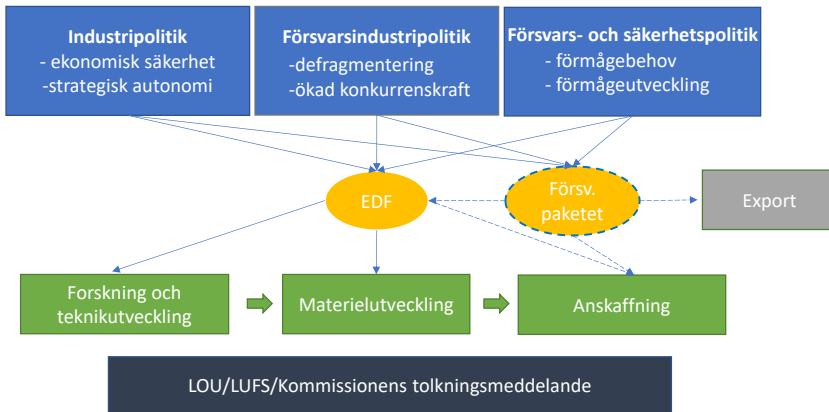 Industripolitik
- ekonomisk säkerhet
-strategisk autonomi
Försvarsindustripolitik
-defragmentering
-ökad konkurrenskraft
Försvars- och säkerhetspolitik
- förmågebehov
- förmågeutveckling
EDF
Försv.
paketet
Export
Forskning och
teknikutveckling
Materielutveckling
Anskaffning
LOU/LUFS/Kommissionens tolkningsmeddelande